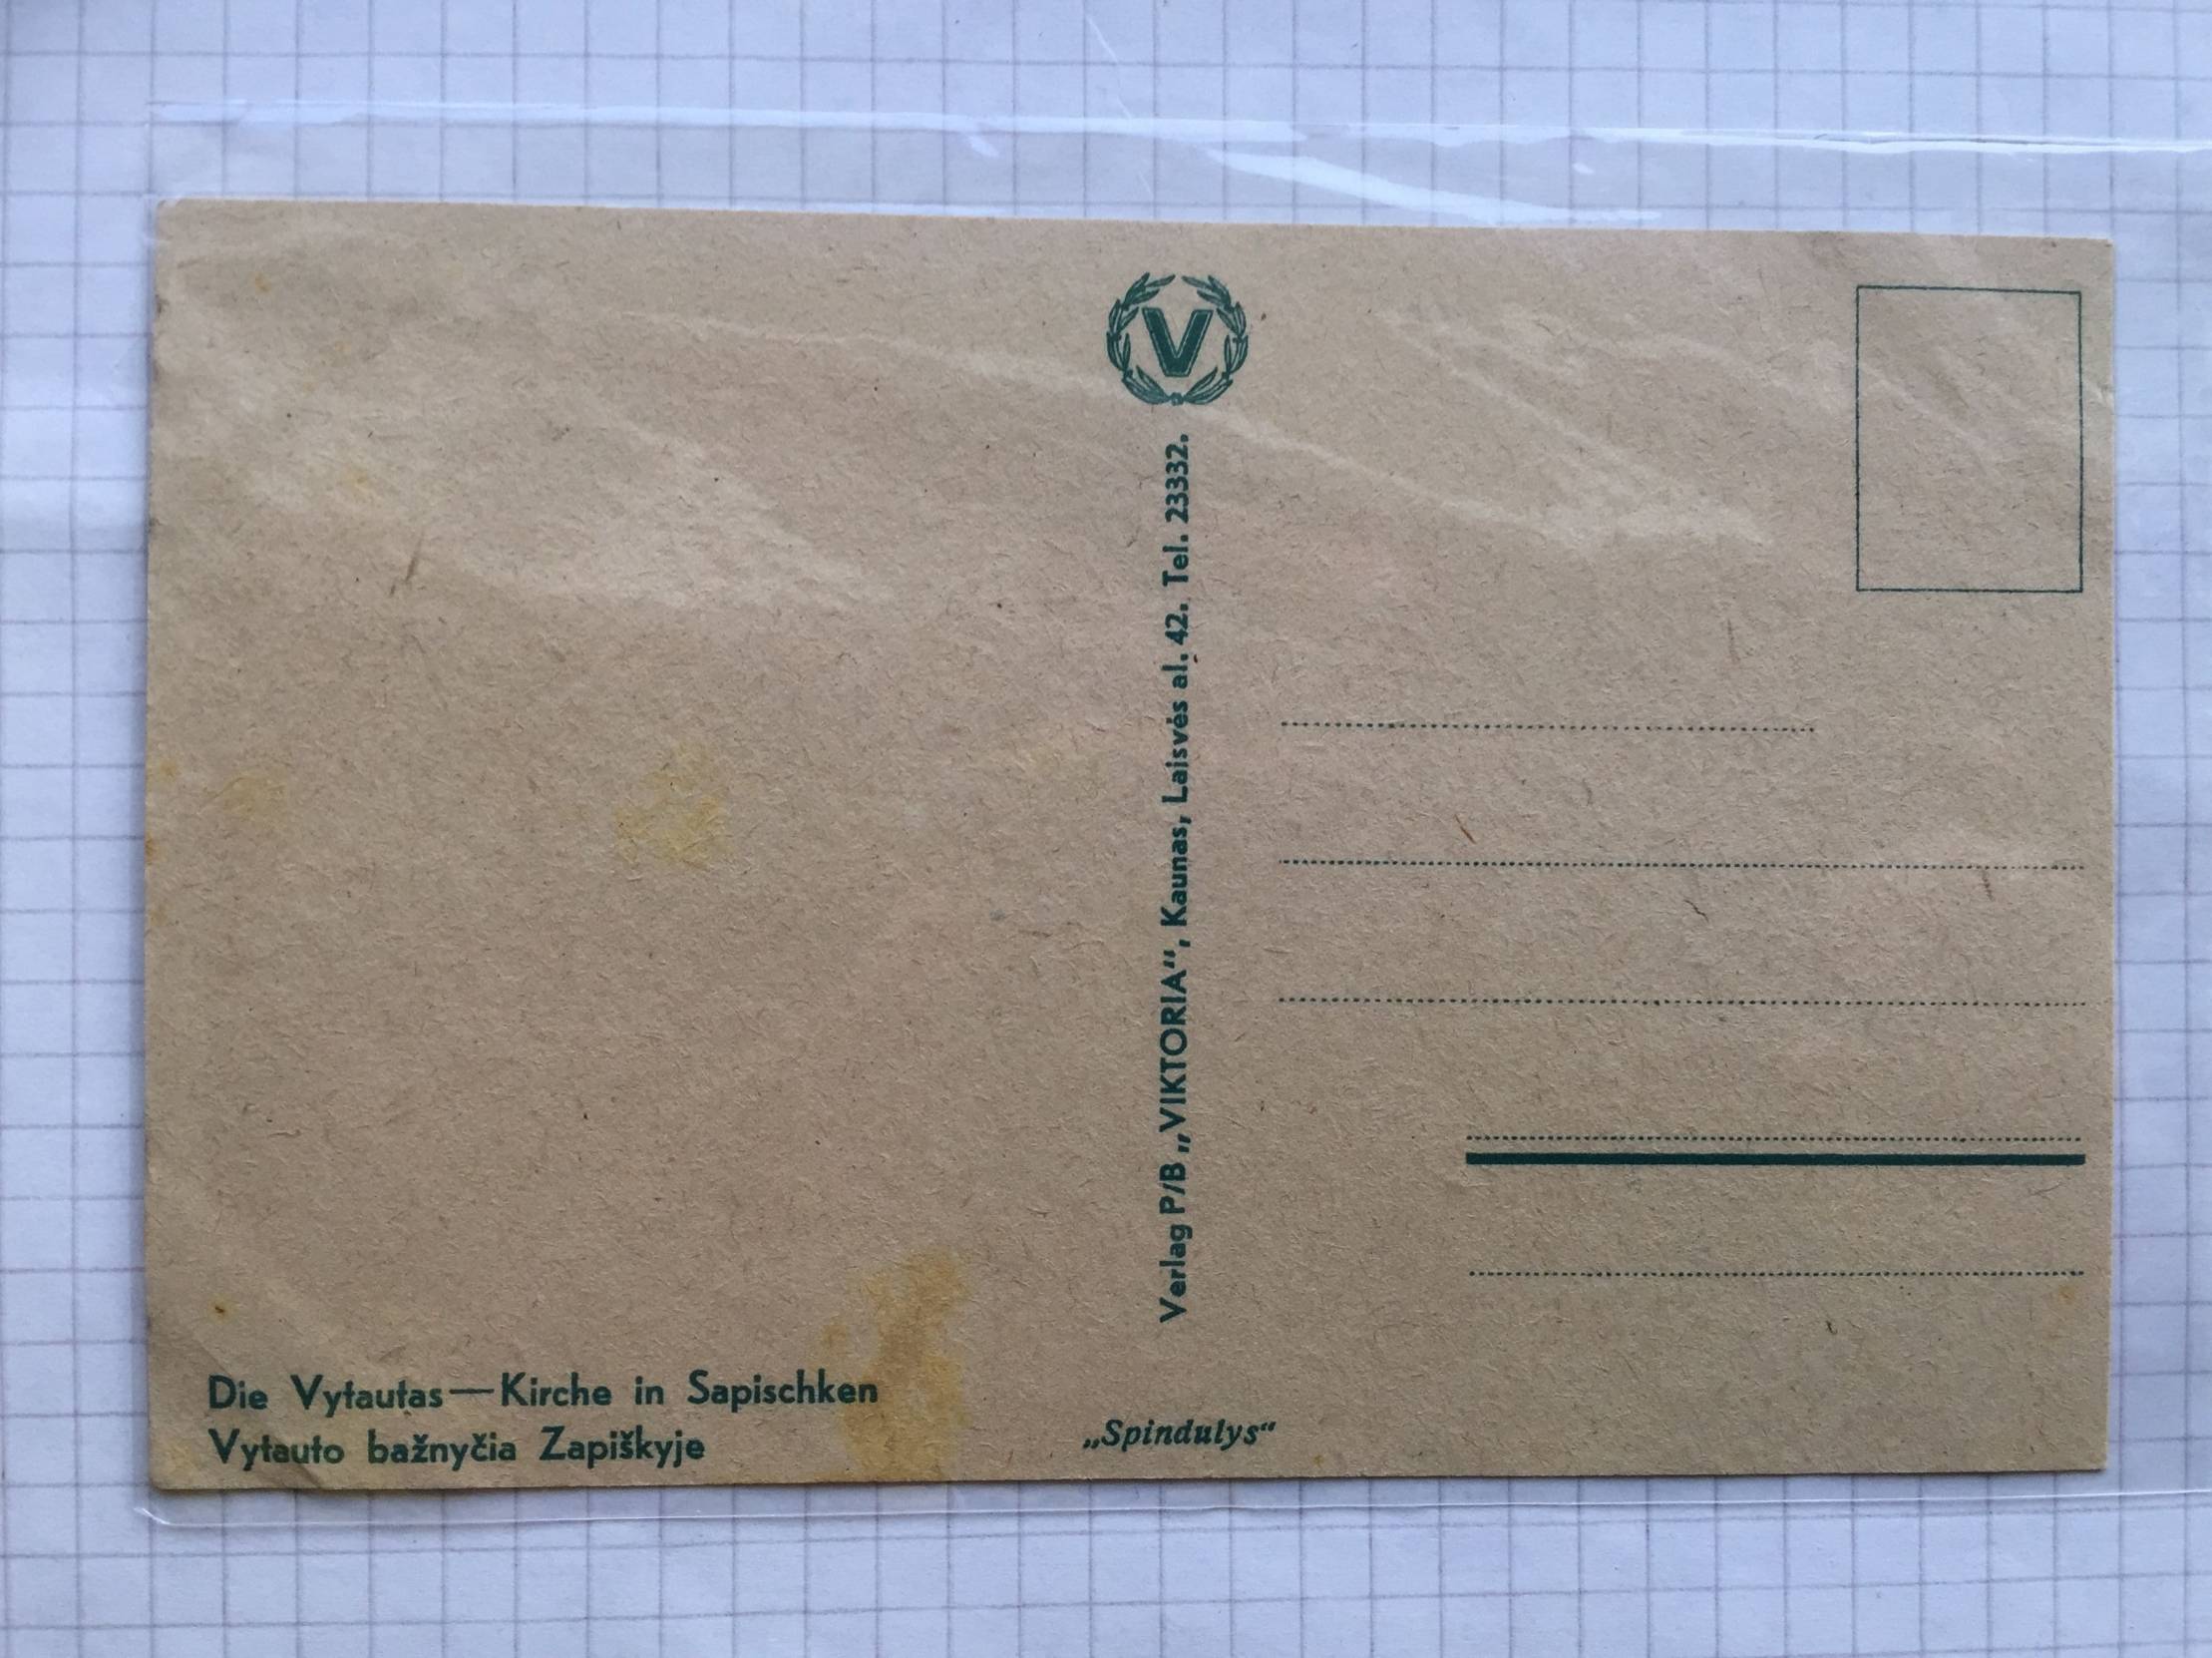 V
Verlag P/B „VIKTORIA“, Kaunas, Laisvės al. 42. Tel. 23332.
Die Vytautas—Kirche in Sapischken
Vytauto bažnyčia Zapiškyje
„Spindulys“